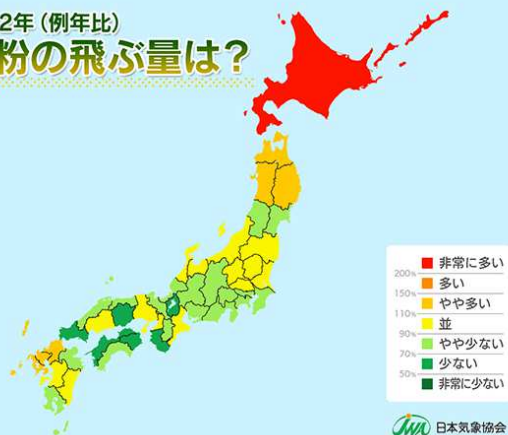 2年(例年比)
粉の飛ぶ量は?
非常に多い
200%
多い
150%
やや多い
110%
並
90%
やや少ない
70%
少ない
50%
非常に少ない
JWA 日本気象協会